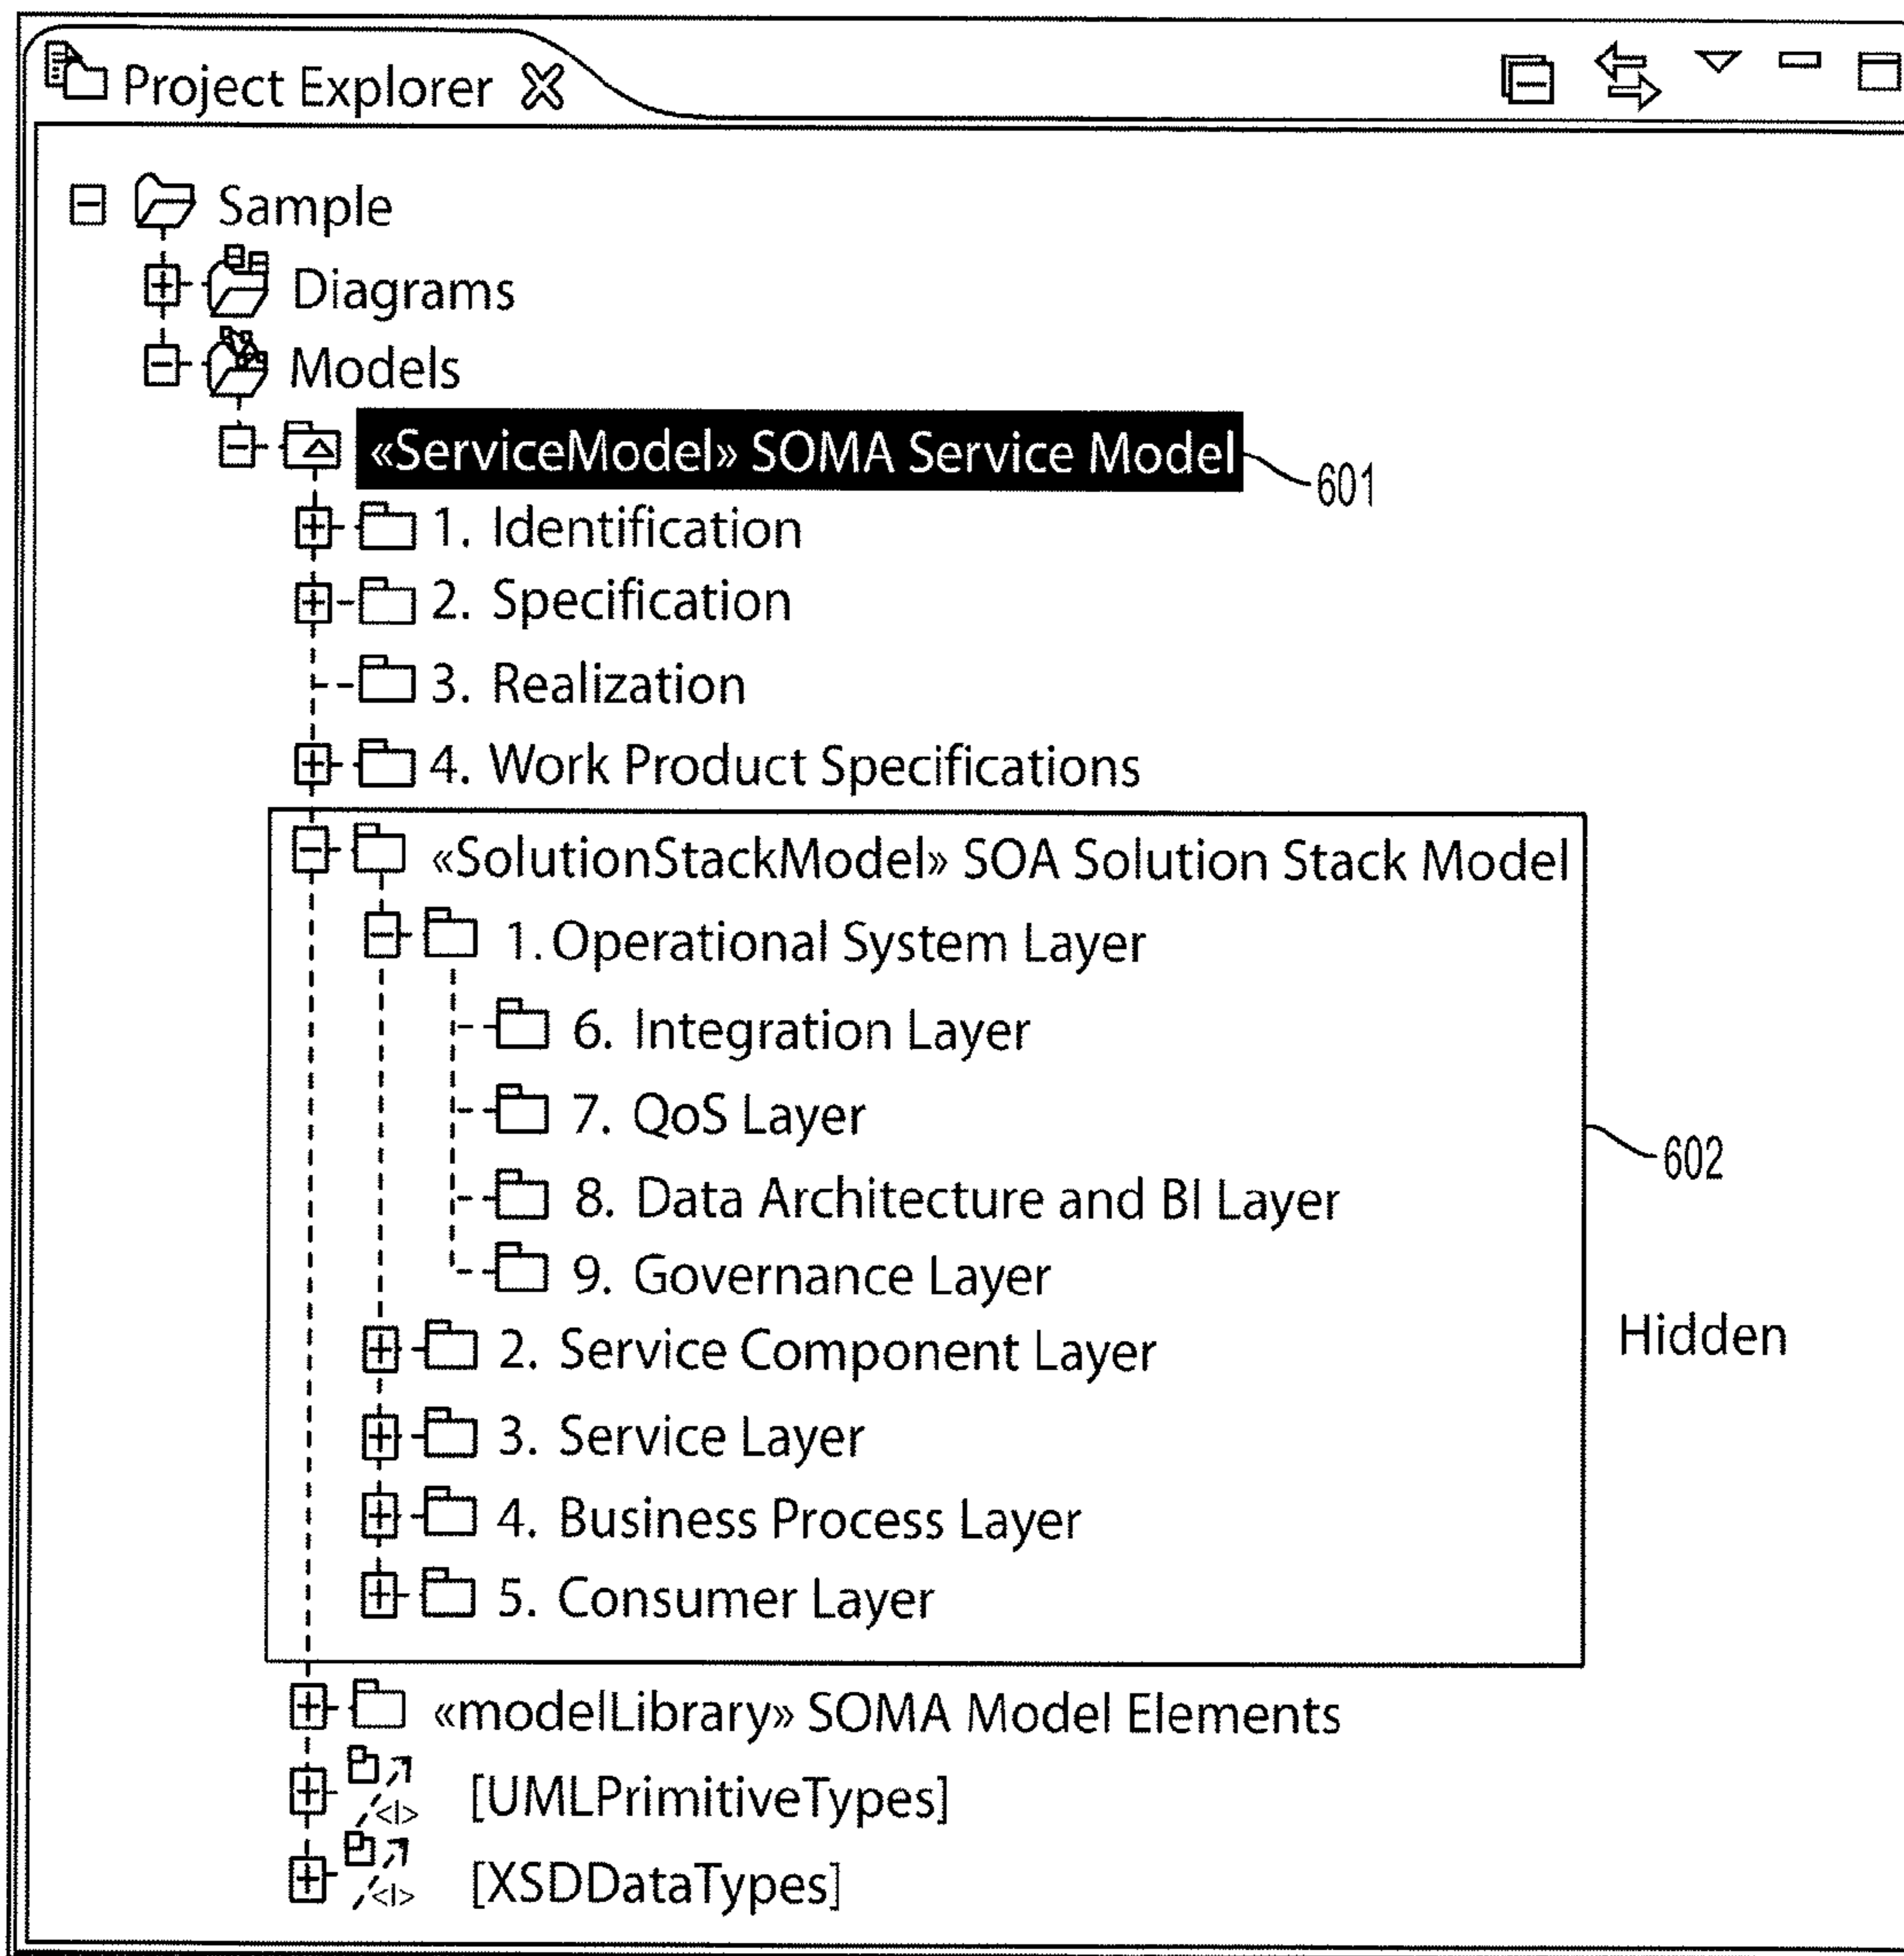 Project Explorer
Sample
Diagrams
Models
«ServiceModel» SOMA Service Model
601
1. Identification
2. Specification
3. Realization
4. Work Product Specifications
«SolutionStackModel» SOA Solution Stack Model
1. Operational System Layer
6. Integration Layer
7. QoS Layer
602
8. Data Architecture and BI Layer
9. Governance Layer
Hidden
2. Service Component Layer
3. Service Layer
4. Business Process Layer
5. Consumer Layer
«modelLibrary» SOMA Model Elements
[UMLPrimitiveTypes]
[XSDDataTypes]